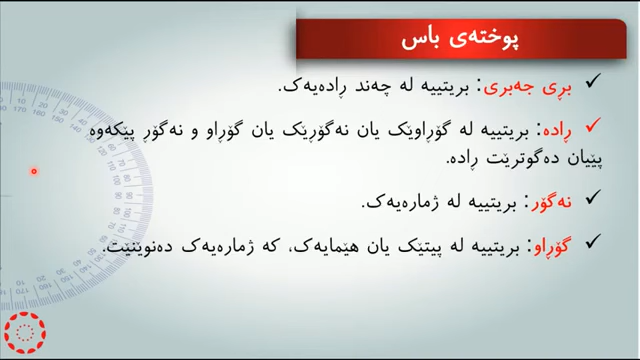 پوختەی باس
بڕی جەبری: بریتییە لە چەند ڕادەیەک.
ڕادە: بریتییە لە گۆڕاوێک یان نەگۆڕێک یان گۆڕاو و نەگۆڕ پێکەوە
پێیان دەگوترێت ڕادە.
نەگۆڕ: بریتییە لە ژمارەیەک.
گۆڕاو: بریتییە لە پیتێک یان هێمایەک، کە ژمارەیەک دەنوێنێت.